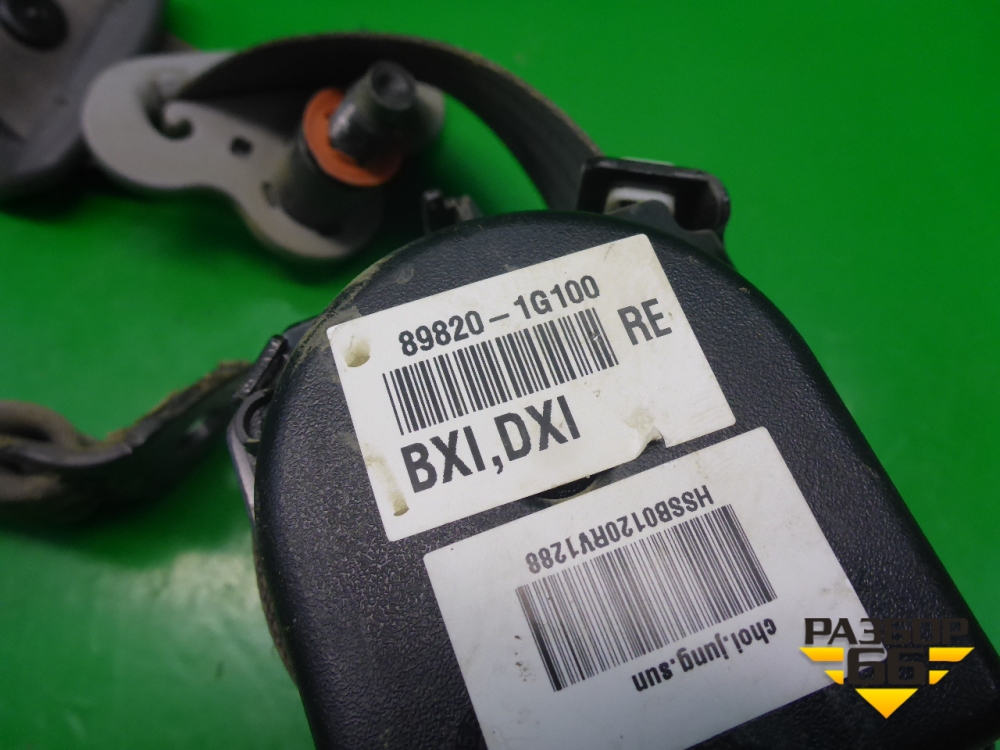 89820-1G100
RE
BXI,DXI
HSSB0120RV1288
choi.jung.sun
РАЗБОР
66